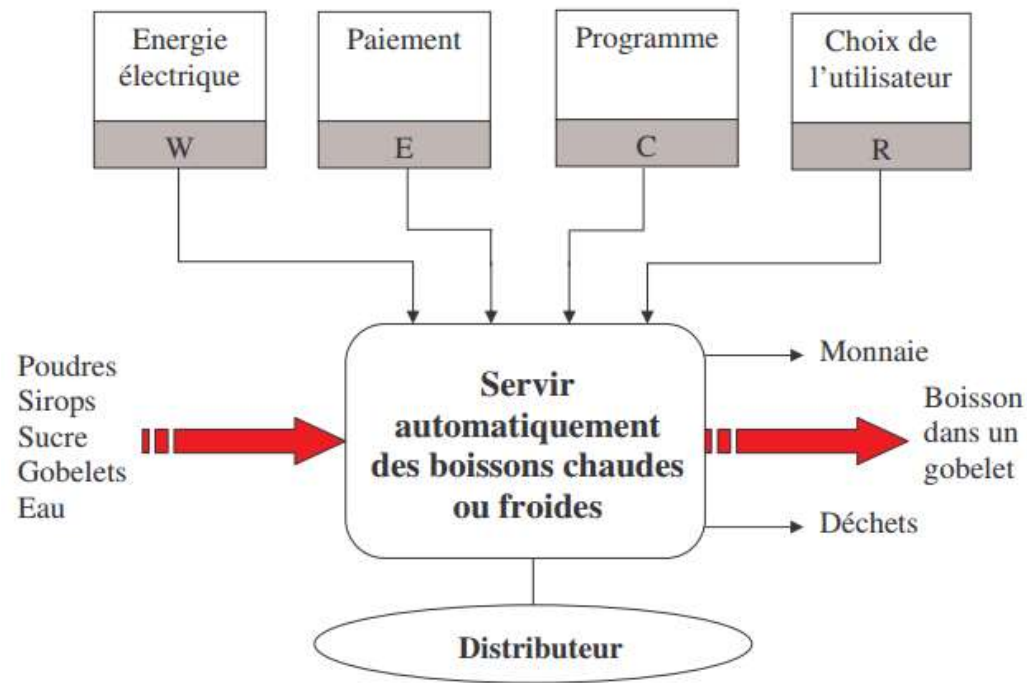 Energie
électrique
W
Paiement
E
Programme
C
Choix de
l’utilisateur
R
Poudres
Sirops
Sucre
Gobelets
Eau
Servir
automatiquement
des boissons chaudes
ou froides
Monnaie
Boisson
dans un
gobelet
Déchets
Distributeur